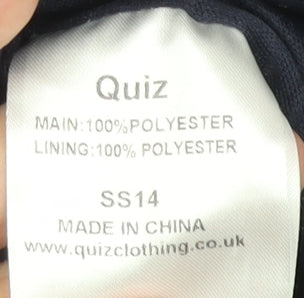 Quiz
MAIN:100%POLYESTER
LINING:100% POLYESTER
SS14
MADE IN CHINA
www.quizclothing.co.uk